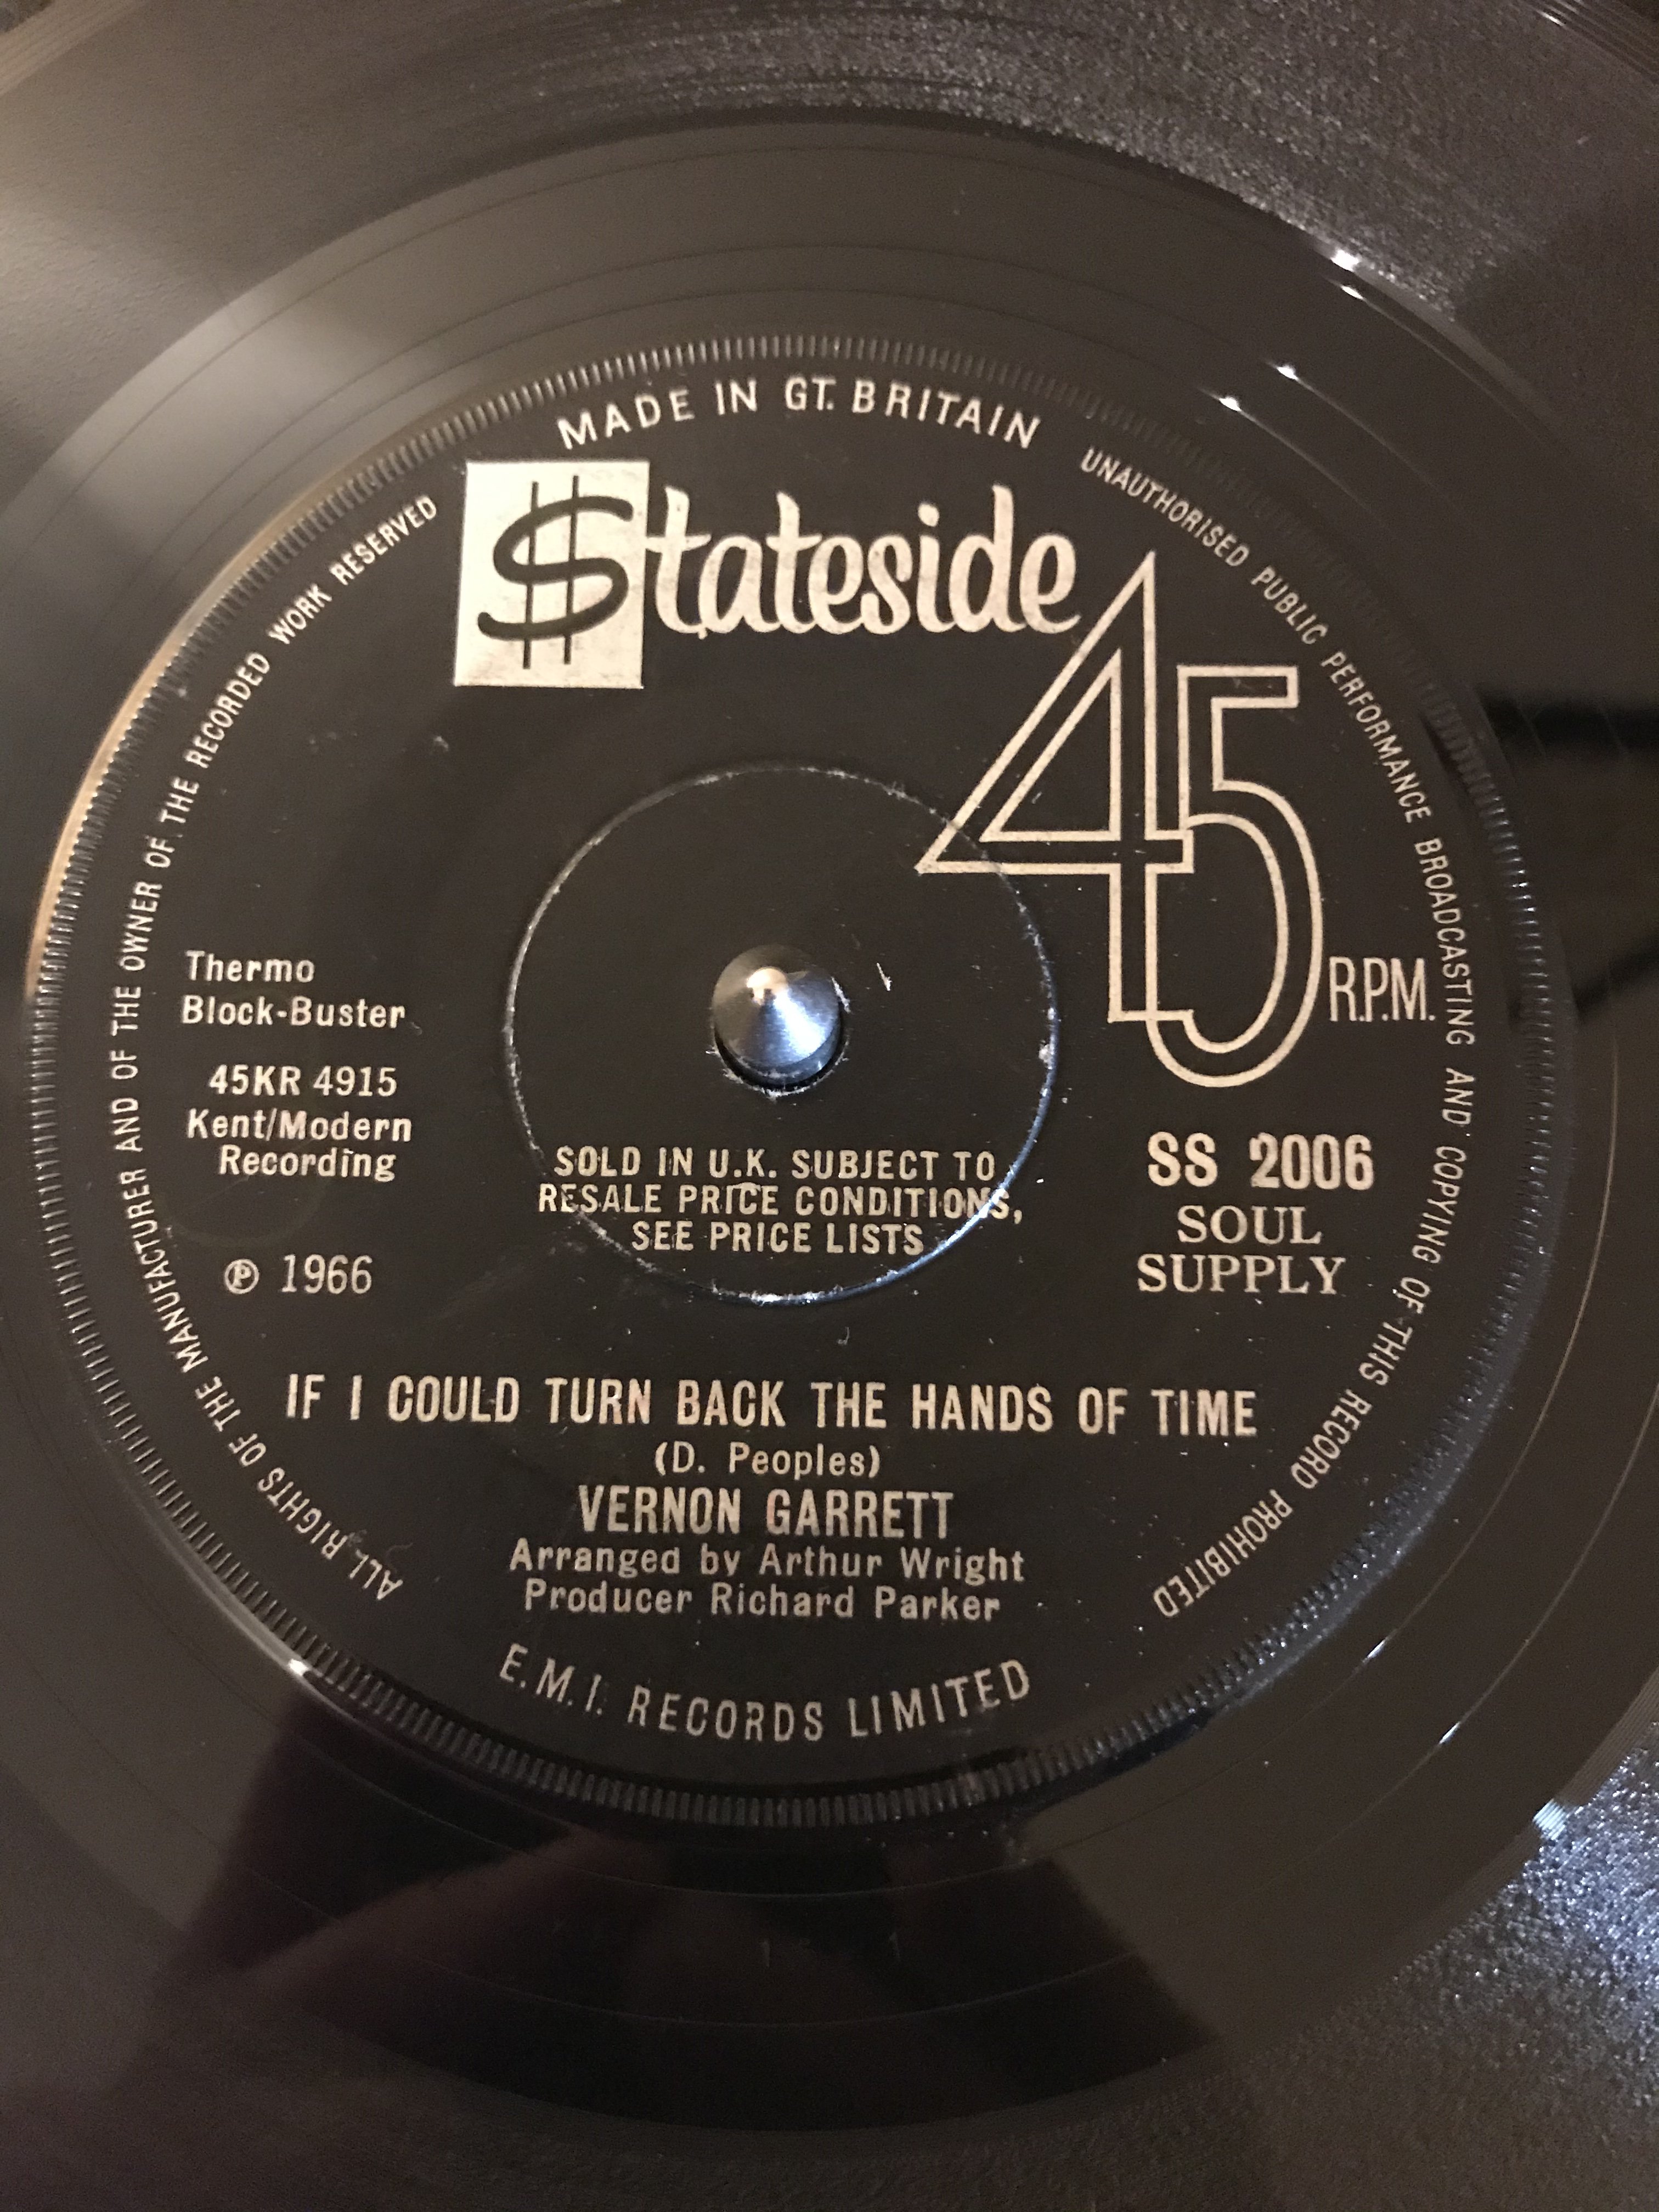 MADE IN GT. BRITAIN
UNAUTHORISED PUBLIC PERFORMANCE BROADCASTING AND COPYING OF THIS RECORD PROHIBITED
ALL RIGHTS OF THE MANUFACTURER AND OF THE OWNER OF THE RECORDED WORK RESERVED
$tateside
45
R.P.M.
Thermo
Block-Buster
45KR 4915
Kent/Modern
Recording
℗ 1966
SOLD IN U.K. SUBJECT TO
RESALE PRICE CONDITIONS,
SEE PRICE LISTS
SS 2006
SOUL
SUPPLY
IF I COULD TURN BACK THE HANDS OF TIME
(D. Peoples)
VERNON GARRETT
Arranged by Arthur Wright
Producer Richard Parker
E.M.I. RECORDS LIMITED